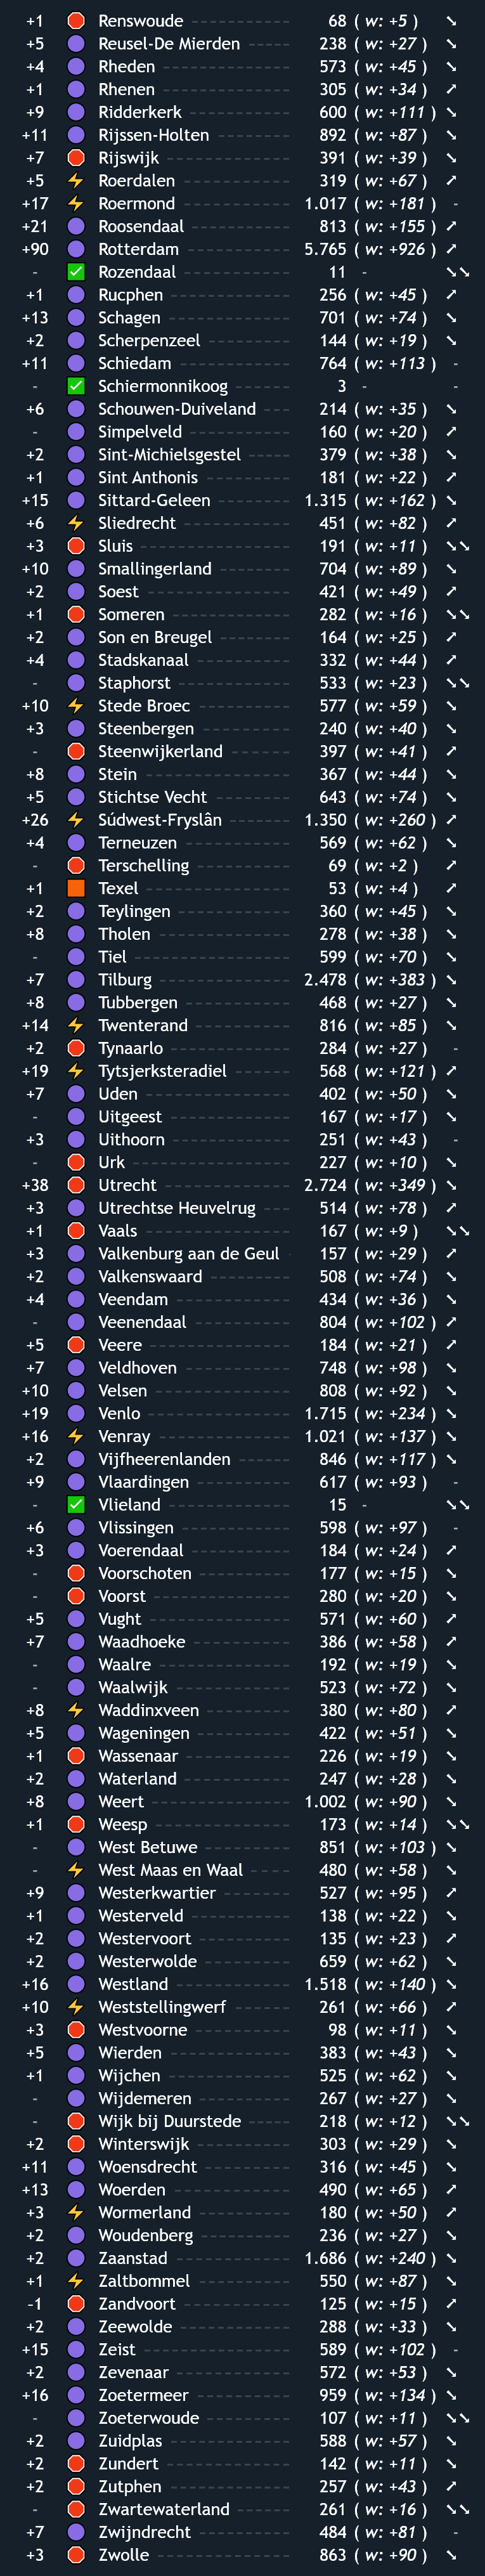 +1 Renswoude 68 ( w: +5 )
+5 Reusel-De Mierden 238 ( w: +27 )
+4 Rheden 573 ( w: +45 )
+1 Rhenen 305 ( w: +34 )
+9 Ridderkerk 600 ( w: +111 )
+11 Rijssen-Holten 892 ( w: +87 )
+7 Rijswijk 391 ( w: +39 )
+5 Roerdalen 319 ( w: +67 )
+17 Roermond 1.017 ( w: +181 ) -
+21 Roosendaal 813 ( w: +155 )
+90 Rotterdam 5.765 ( w: +926 )
- Rozendaal 11 -
+1 Rucphen 256 ( w: +45 )
+13 Schagen 701 ( w: +74 )
+2 Scherpenzeel 144 ( w: +19 )
+11 Schiedam 764 ( w: +113 ) -
- Schiermonnikoog 3 - -
+6 Schouwen-Duiveland 214 ( w: +35 )
- Simpelveld 160 ( w: +20 )
+2 Sint-Michielsgestel 379 ( w: +38 )
+1 Sint Anthonis 181 ( w: +22 )
+15 Sittard-Geleen 1.315 ( w: +162 )
+6 Sliedrecht 451 ( w: +82 )
+3 Sluis 191 ( w: +11 )
+10 Smallingerland 704 ( w: +89 )
+2 Soest 421 ( w: +49 )
+1 Someren 282 ( w: +16 )
+2 Son en Breugel 164 ( w: +25 )
+4 Stadskanaal 332 ( w: +44 )
- Staphorst 533 ( w: +23 )
+10 Stede Broec 577 ( w: +59 )
+3 Steenbergen 240 ( w: +40 )
- Steenwijkerland 397 ( w: +41 )
+8 Stein 367 ( w: +44 )
+5 Stichtse Vecht 643 ( w: +74 )
+26 Súdwest-Fryslân 1.350 ( w: +260 )
+4 Terneuzen 569 ( w: +62 )
- Terschelling 69 ( w: +2 )
+1 Texel 53 ( w: +4 )
+2 Teylingen 360 ( w: +45 )
+8 Tholen 278 ( w: +38 )
- Tiel 599 ( w: +70 )
+7 Tilburg 2.478 ( w: +383 )
+8 Tubbergen 468 ( w: +27 )
+14 Twenterand 816 ( w: +85 )
+2 Tynaarlo 284 ( w: +27 ) -
+19 Tytsjerksteradiel 568 ( w: +121 )
+7 Uden 402 ( w: +50 )
- Uitgeest 167 ( w: +17 )
+3 Uithoorn 251 ( w: +43 ) -
- Urk 227 ( w: +10 )
+38 Utrecht 2.724 ( w: +349 )
+3 Utrechtse Heuvelrug 514 ( w: +78 )
+1 Vaals 167 ( w: +9 )
+3 Valkenburg aan de Geul 157 ( w: +29 )
+2 Valkenswaard 508 ( w: +74 )
+4 Veendam 434 ( w: +36 )
- Veenendaal 804 ( w: +102 )
+5 Veere 184 ( w: +21 )
+7 Veldhoven 748 ( w: +98 )
+10 Velsen 808 ( w: +92 )
+19 Venlo 1.715 ( w: +234 )
+16 Venray 1.021 ( w: +137 )
+2 Vijfheerenlanden 846 ( w: +117 )
+9 Vlaardingen 617 ( w: +93 ) -
- Vlieland 15 -
+6 Vlissingen 598 ( w: +97 ) -
+3 Voerendaal 184 ( w: +24 )
- Voorschoten 177 ( w: +15 )
- Voorst 280 ( w: +20 )
+5 Vught 571 ( w: +60 )
+7 Waadhoeke 386 ( w: +58 )
- Waalre 192 ( w: +19 )
- Waalwijk 523 ( w: +72 )
+8 Waddinxveen 380 ( w: +80 )
+5 Wageningen 422 ( w: +51 )
+1 Wassenaar 226 ( w: +19 )
+2 Waterland 247 ( w: +28 )
+8 Weert 1.002 ( w: +90 )
+1 Weesp 173 ( w: +14 )
- West Betuwe 851 ( w: +103 )
- West Maas en Waal 480 ( w: +58 )
+9 Westerkwartier 527 ( w: +95 )
+1 Westerveld 138 ( w: +22 )
+2 Westervoort 135 ( w: +23 )
+2 Westerwolde 659 ( w: +62 )
+16 Westland 1.518 ( w: +140 )
+10 Weststellingwerf 261 ( w: +66 )
+3 Westvoorne 98 ( w: +11 )
+5 Wierden 383 ( w: +43 )
+1 Wijchen 525 ( w: +62 )
- Wijdemeren 267 ( w: +27 )
- Wijk bij Duurstede 218 ( w: +12 )
+2 Winterswijk 303 ( w: +29 )
+11 Woensdrecht 316 ( w: +45 )
+13 Woerden 490 ( w: +65 )
+3 Wormerland 180 ( w: +50 )
+2 Woudenberg 236 ( w: +27 )
+2 Zaanstad 1.686 ( w: +240 )
+1 Zaltbommel 550 ( w: +87 )
-1 Zandvoort 125 ( w: +15 )
+2 Zeewolde 288 ( w: +33 )
+15 Zeist 589 ( w: +102 ) -
+2 Zevenaar 572 ( w: +53 )
+16 Zoetermeer 959 ( w: +134 )
- Zoeterwoude 107 ( w: +11 )
+2 Zuidplas 588 ( w: +57 )
+2 Zundert 142 ( w: +11 )
+2 Zutphen 257 ( w: +43 )
- Zwartewaterland 261 ( w: +16 )
+7 Zwijndrecht 484 ( w: +81 ) -
+3 Zwolle 863 ( w: +90 )